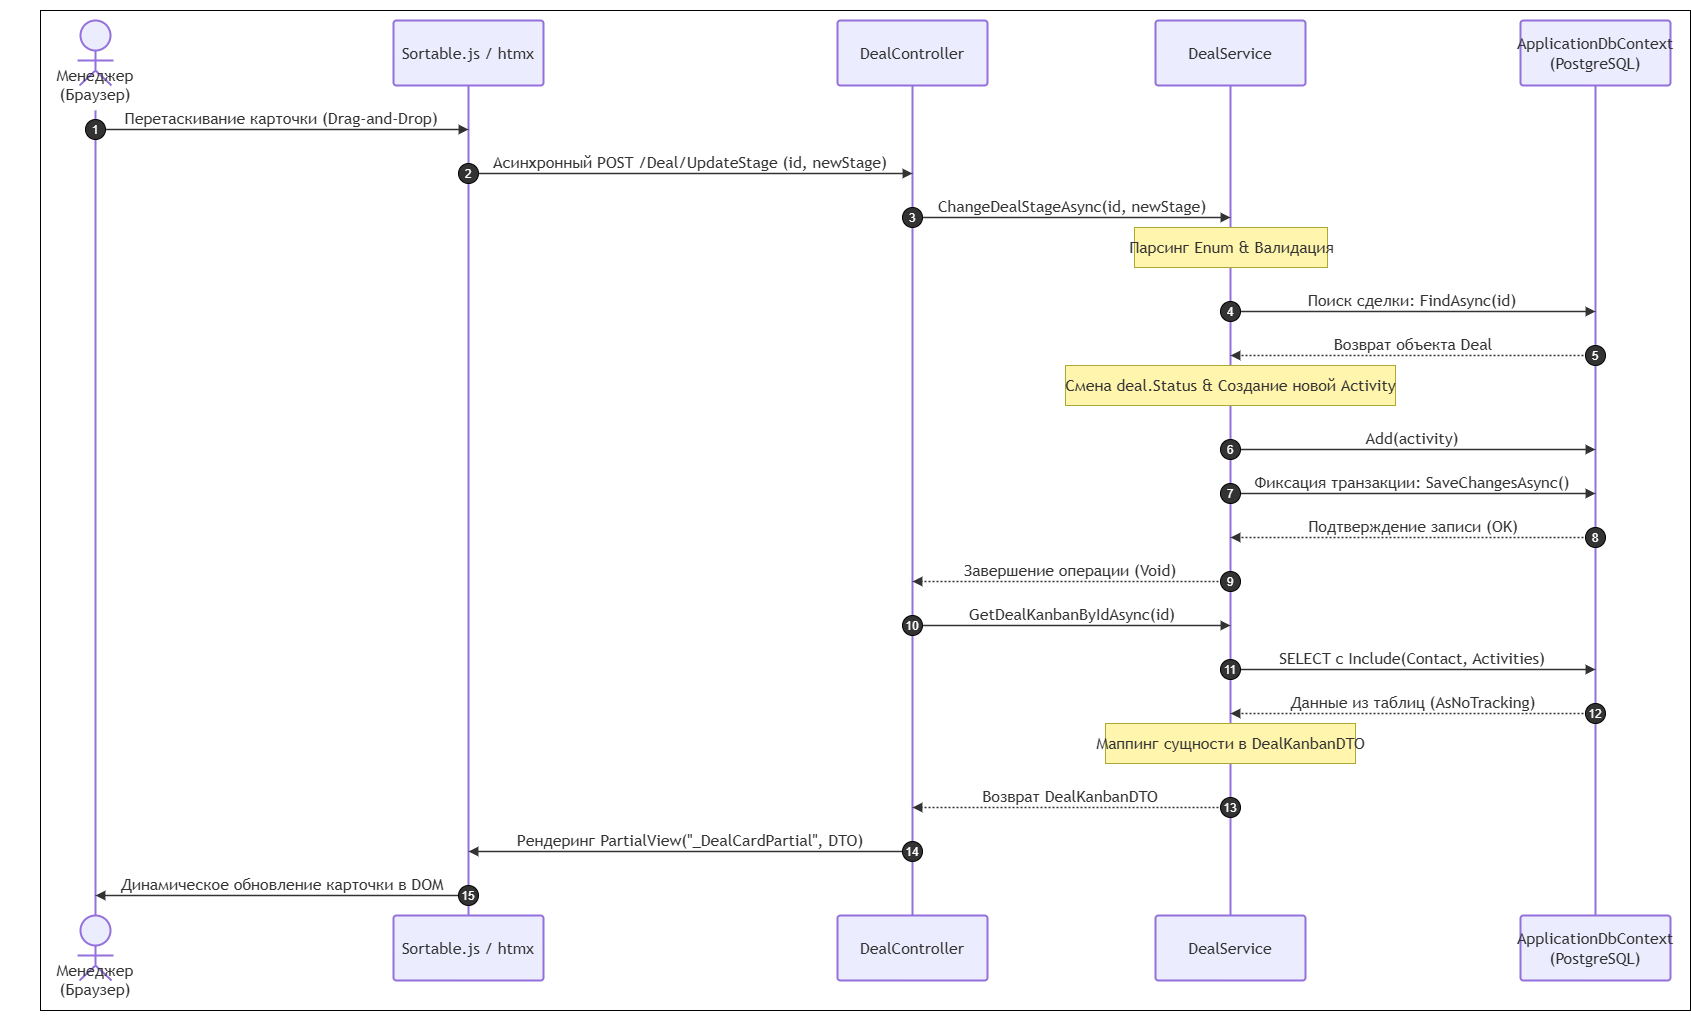 Менеджер
(Браузер)
Sortable.js / htmx
DealController
DealService
ApplicationDbContext
(PostgreSQL)
1
Перетаскивание карточки (Drag-and-Drop)
2
Асинхронный POST /Deal/UpdateStage (id, newStage)
3
ChangeDealStageAsync(id, newStage)
Парсинг Enum & Валидация
4
Поиск сделки: FindAsync(id)
Возврат объекта Deal
5
Смена deal.Status & Создание новой Activity
6
Add(activity)
7
Фиксация транзакции: SaveChangesAsync()
Подтверждение записи (OK)
8
Завершение операции (Void)
9
10
GetDealKanbanByIdAsync(id)
11
SELECT с Include(Contact, Activities)
Данные из таблиц (AsNoTracking)
12
Маппинг сущности в DealKanbanDTO
Возврат DealKanbanDTO
13
Рендеринг PartialView("_DealCardPartial", DTO)
14
Динамическое обновление карточки в DOM
15
Менеджер
(Браузер)
Sortable.js / htmx
DealController
DealService
ApplicationDbContext
(PostgreSQL)